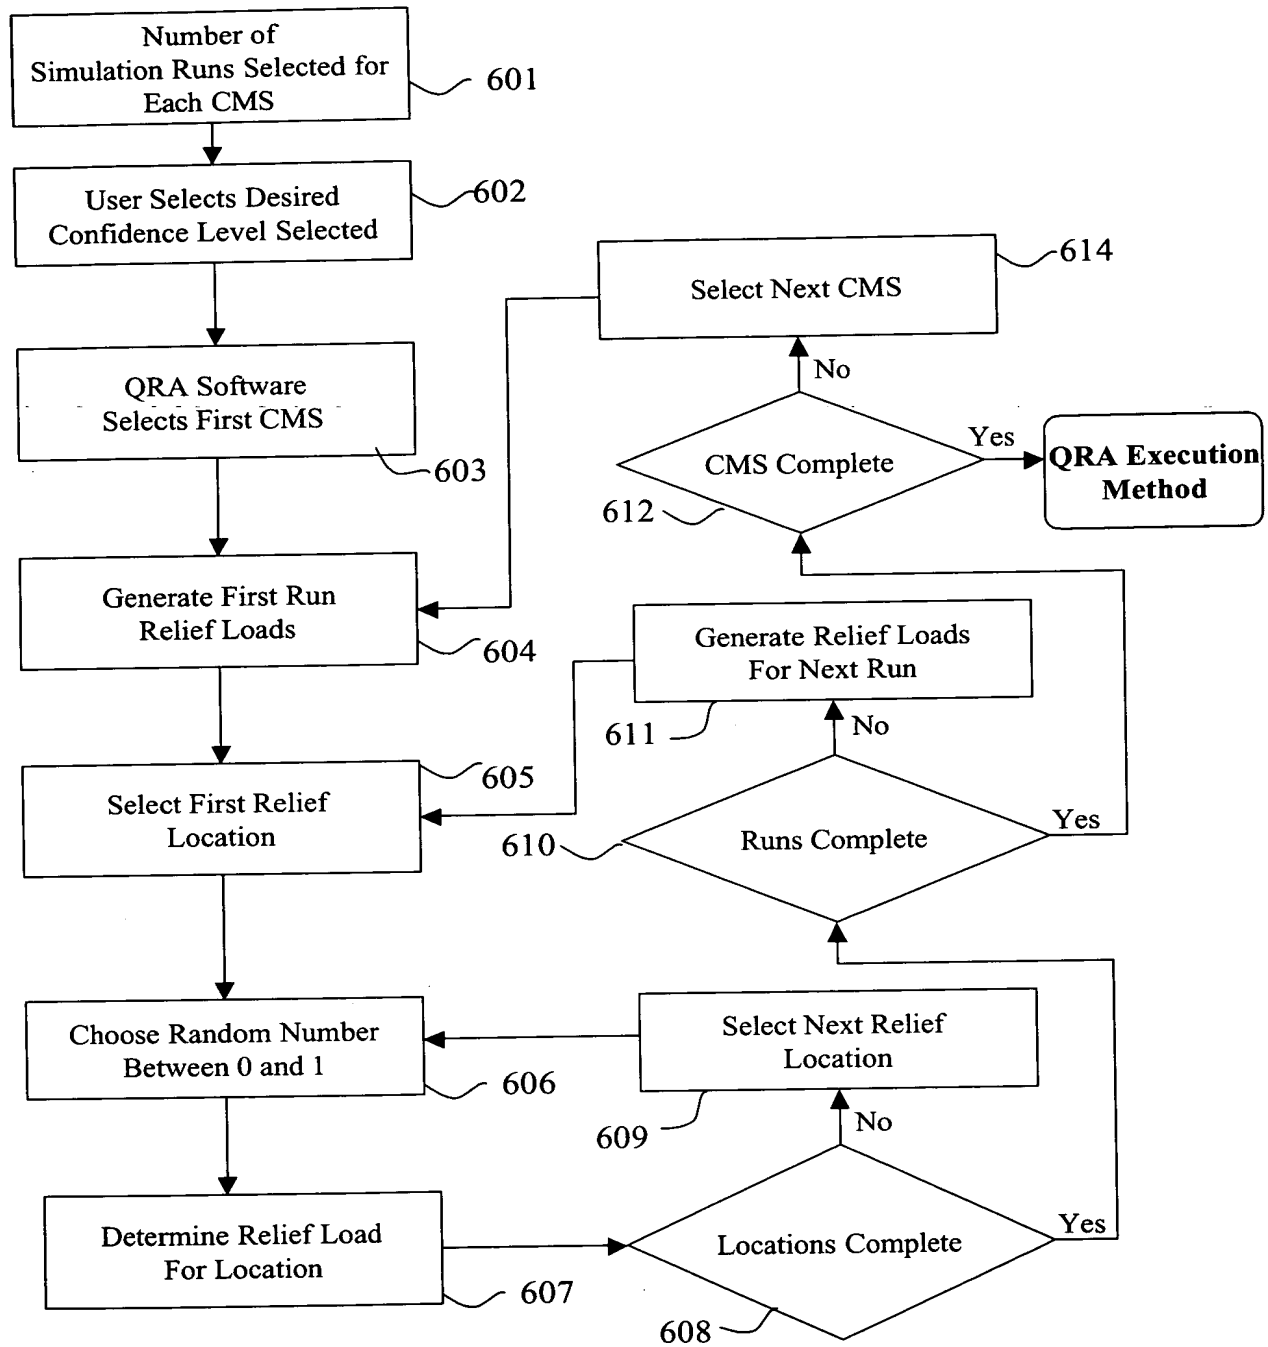 Number of
Simulation Runs Selected for
Each CMS
601
User Selects Desired
Confidence Level Selected
602
QRA Software
Selects First CMS
603
Generate First Run
Relief Loads
604
Select First Relief
Location
605
Choose Random Number
Between 0 and 1
606
Determine Relief Load
For Location
607
Select Next CMS
614
No
CMS Complete
612
Yes
QRA Execution
Method
Generate Relief Loads
For Next Run
611
No
Runs Complete
610
Yes
Select Next Relief
Location
609
No
Locations Complete
608
Yes